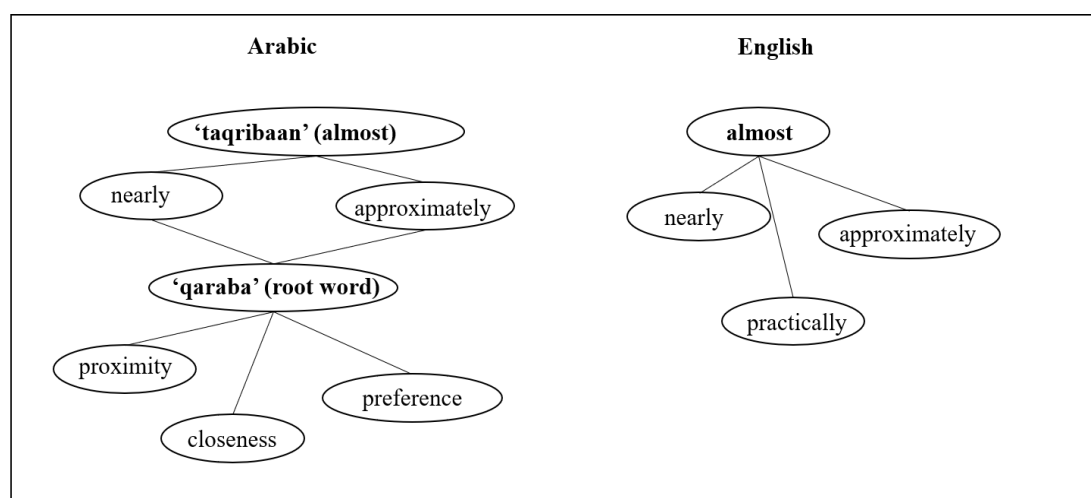 Arabic
English
‘taqribaan’ (almost)
nearly
approximately
‘qaraba’ (root word)
proximity
preference
closeness
almost
nearly
approximately
practically